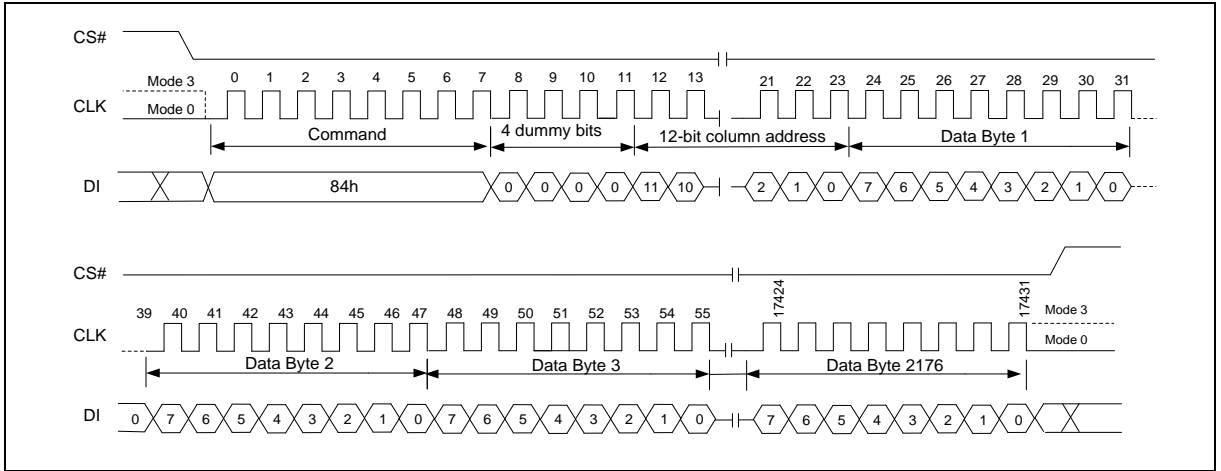 CS#
Mode 3
0 1 2 3 4 5 6 7 8 9 10 11 12 13 21 22 23 24 25 26 27 28 29 30 31
CLK
Mode 0
Command 4 dummy bits 12-bit column address Data Byte 1
DI 84h 0 0 0 0 11 10 2 1 0 7 6 5 4 3 2 1 0
CS#
39 40 41 42 43 44 45 46 47 48 49 50 51 52 53 54 55 17424 17431
Mode 3
CLK
Mode 0
Data Byte 2 Data Byte 3 Data Byte 2176
DI 0 7 6 5 4 3 2 1 0 7 6 5 4 3 2 1 0 7 6 5 4 3 2 1 0